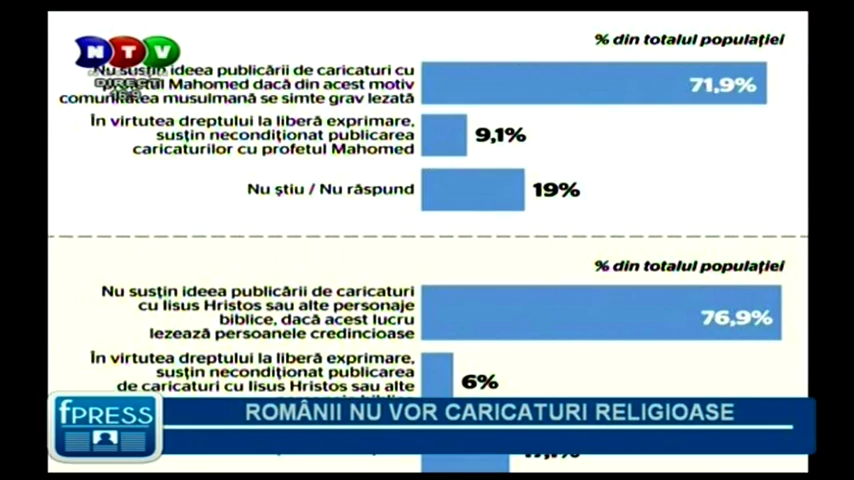 NTV
% din totalul populației
Nu susțin ideea publicării de caricaturi cu
Mahomed dacă din acest motiv
comunitatea musulmană se simte grav lezată
71,9%
DIRECT
În virtutea dreptului la liberă exprimare,
susțin necondiționat publicarea
caricaturilor cu profetul Mahomed
9,1%
Nu știu / Nu răspund
19%
% din totalul populației
Nu susțin ideea publicării de caricaturi
cu Iisus Hristos sau alte personaje
biblice, dacă acest lucru
lezează persoanele credincioase
76,9%
În virtutea dreptului la liberă exprimare,
susțin necondiționat publicarea
de caricaturi cu Iisus Hristos sau alte
6%
fPRESS
ROMÂNII NU VOR CARICATURI RELIGIOASE